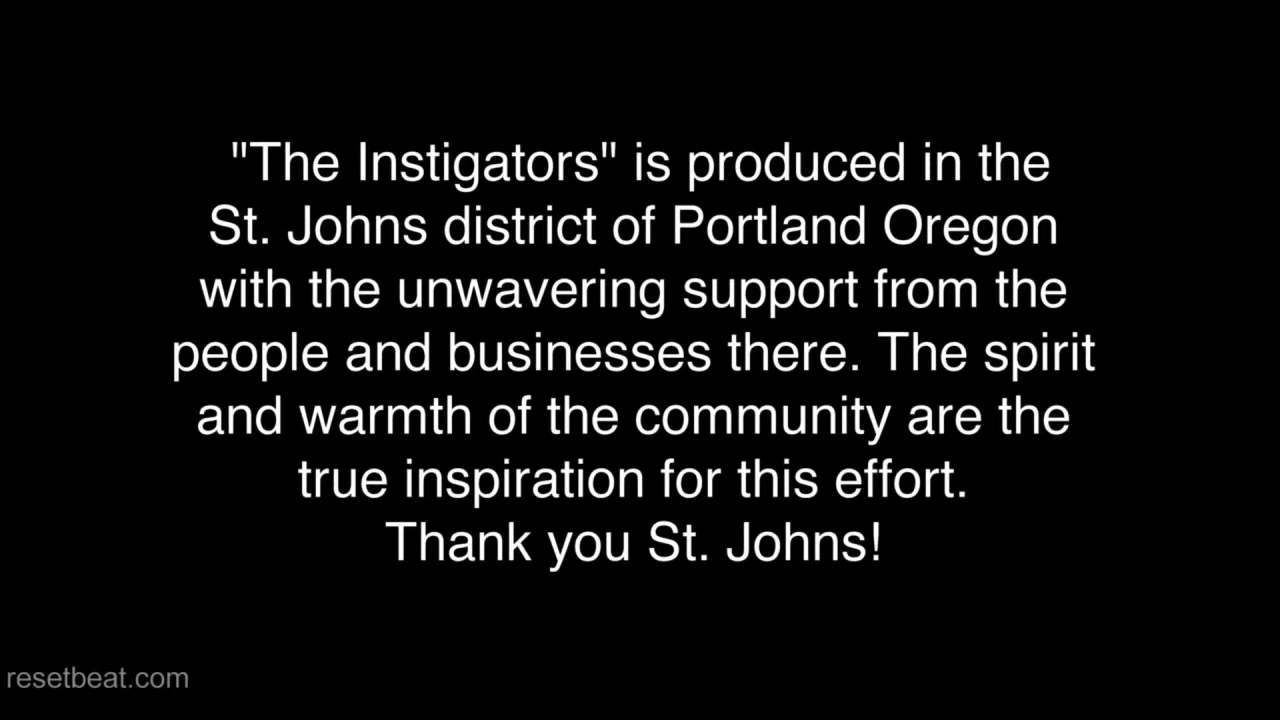 "The Instigators" is produced in the
St. Johns district of Portland Oregon
with the unwavering support from the
people and businesses there. The spirit
and warmth of the community are the
true inspiration for this effort.
Thank you St. Johns!
resetbeat.com